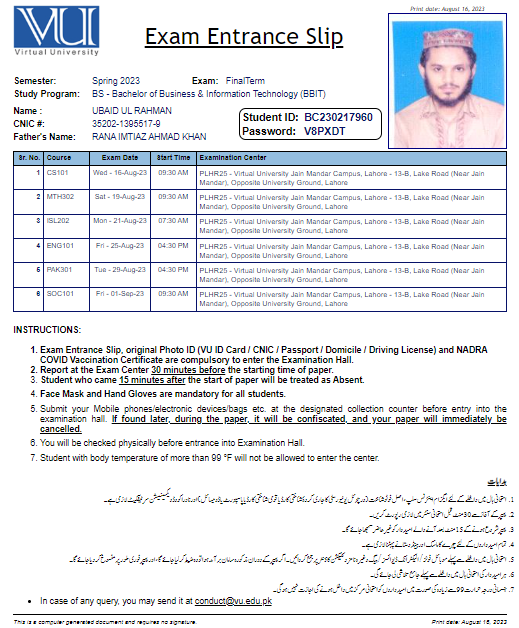 Print date: August 16, 2023
VU
Virtual University
Exam Entrance Slip
Semester: Spring 2023 Exam: FinalTerm
Study Program: BS - Bachelor of Business & Information Technology (BBIT)
Name : UBAID UL RAHMAN
CNIC #: 35202-1395517-9
Father's Name: RANA IMTIAZ AHMAD KHAN
Student ID: BC230217960
Password: V8PXDT
Sr. No. Course Exam Date Start Time Examination Center
1 CS101 Wed - 16-Aug-23 09:30 AM PLHR25 - Virtual University Jain Mandar Campus, Lahore - 13-B, Lake Road (Near Jain
Mandar), Opposite University Ground, Lahore
2 MTH302 Sat - 19-Aug-23 09:30 AM PLHR25 - Virtual University Jain Mandar Campus, Lahore - 13-B, Lake Road (Near Jain
Mandar), Opposite University Ground, Lahore
3 ISL202 Mon - 21-Aug-23 07:30 AM PLHR25 - Virtual University Jain Mandar Campus, Lahore - 13-B, Lake Road (Near Jain
Mandar), Opposite University Ground, Lahore
4 ENG101 Fri - 25-Aug-23 04:30 PM PLHR25 - Virtual University Jain Mandar Campus, Lahore - 13-B, Lake Road (Near Jain
Mandar), Opposite University Ground, Lahore
5 PAK301 Tue - 29-Aug-23 04:30 PM PLHR25 - Virtual University Jain Mandar Campus, Lahore - 13-B, Lake Road (Near Jain
Mandar), Opposite University Ground, Lahore
6 SOC101 Fri - 01-Sep-23 09:30 AM PLHR25 - Virtual University Jain Mandar Campus, Lahore - 13-B, Lake Road (Near Jain
Mandar), Opposite University Ground, Lahore
INSTRUCTIONS:
1. Exam Entrance Slip, original Photo ID (VU ID Card / CNIC / Passport / Domicile / Driving License) and NADRA
COVID Vaccination Certificate are compulsory to enter the Examination Hall.
2. Report at the Exam Center 30 minutes before the starting time of paper.
3. Student who came 15 minutes after the start of paper will be treated as Absent.
4. Face Mask and Hand Gloves are mandatory for all students.
5. Submit your Mobile phones/electronic devices/bags etc. at the designated collection counter before entry into the
examination hall. If found later, during the paper, it will be confiscated, and your paper will immediately be
cancelled.
6. You will be checked physically before entrance into Examination Hall.
7. Student with body temperature of more than 99 °F will not be allowed to enter the center.
ہدایات
• In case of any query, you may send it at conduct@vu.edu.pk
This is a computer generated document and requires no signature. Print date: August 16, 2023